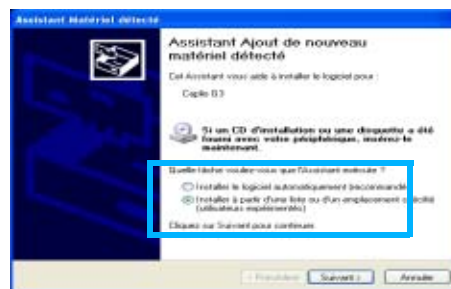 Assistant Matériel détecté
Assistant Ajout de nouveau
matériel détecté
Cet Assistant vous aide à installer le logiciel pour :
Caplio G3
Si un CD d'installation ou une disquette a été
fourni avec votre périphérique, insérez-le
maintenant.
Quelle tâche voulez-vous que l'Assistant exécute ?
Installer le logiciel automatiquement (recommandé)
Installer à partir d'une liste ou d'un emplacement spécifié
(utilisateurs expérimentés)
Cliquez sur Suivant pour continuer.
< Précédent
Suivant >
Annuler